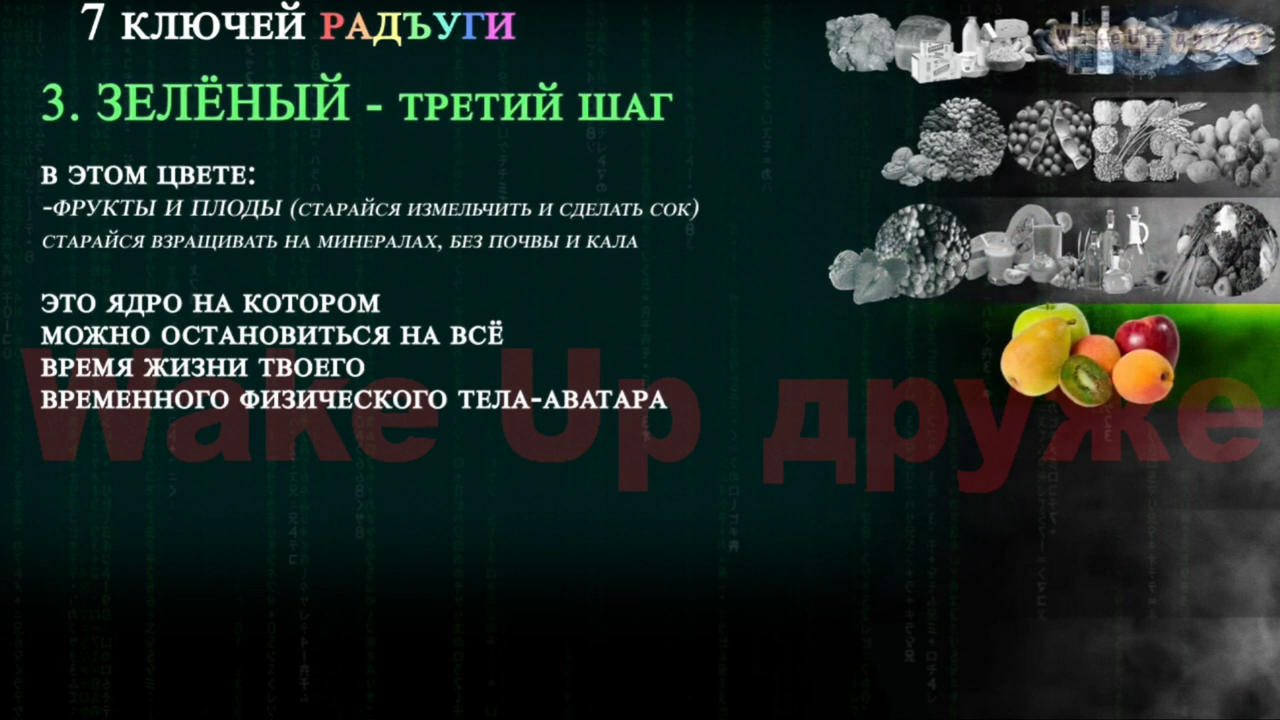 7 КЛЮЧЕЙ РАДЪУГИ
WakeUp друже
3. ЗЕЛЁНЫЙ - ТРЕТИЙ ШАГ
В ЭТОМ ЦВЕТЕ:
-ФРУКТЫ И ПЛОДЫ (СТАРАЙСЯ ИЗМЕЛЬЧИТЬ И СДЕЛАТЬ СОК)
СТАРАЙСЯ ВЗРАЩИВАТЬ НА МИНЕРАЛАХ, БЕЗ ПОЧВЫ И КАЛА
ЭТО ЯДРО НА КОТОРОМ
МОЖНО ОСТАНОВИТЬСЯ НА ВСЁ
ВРЕМЯ ЖИЗНИ ТВОЕГО
ВРЕМЕННОГО ФИЗИЧЕСКОГО ТЕЛА-АВАТАРА
Wake Up друже